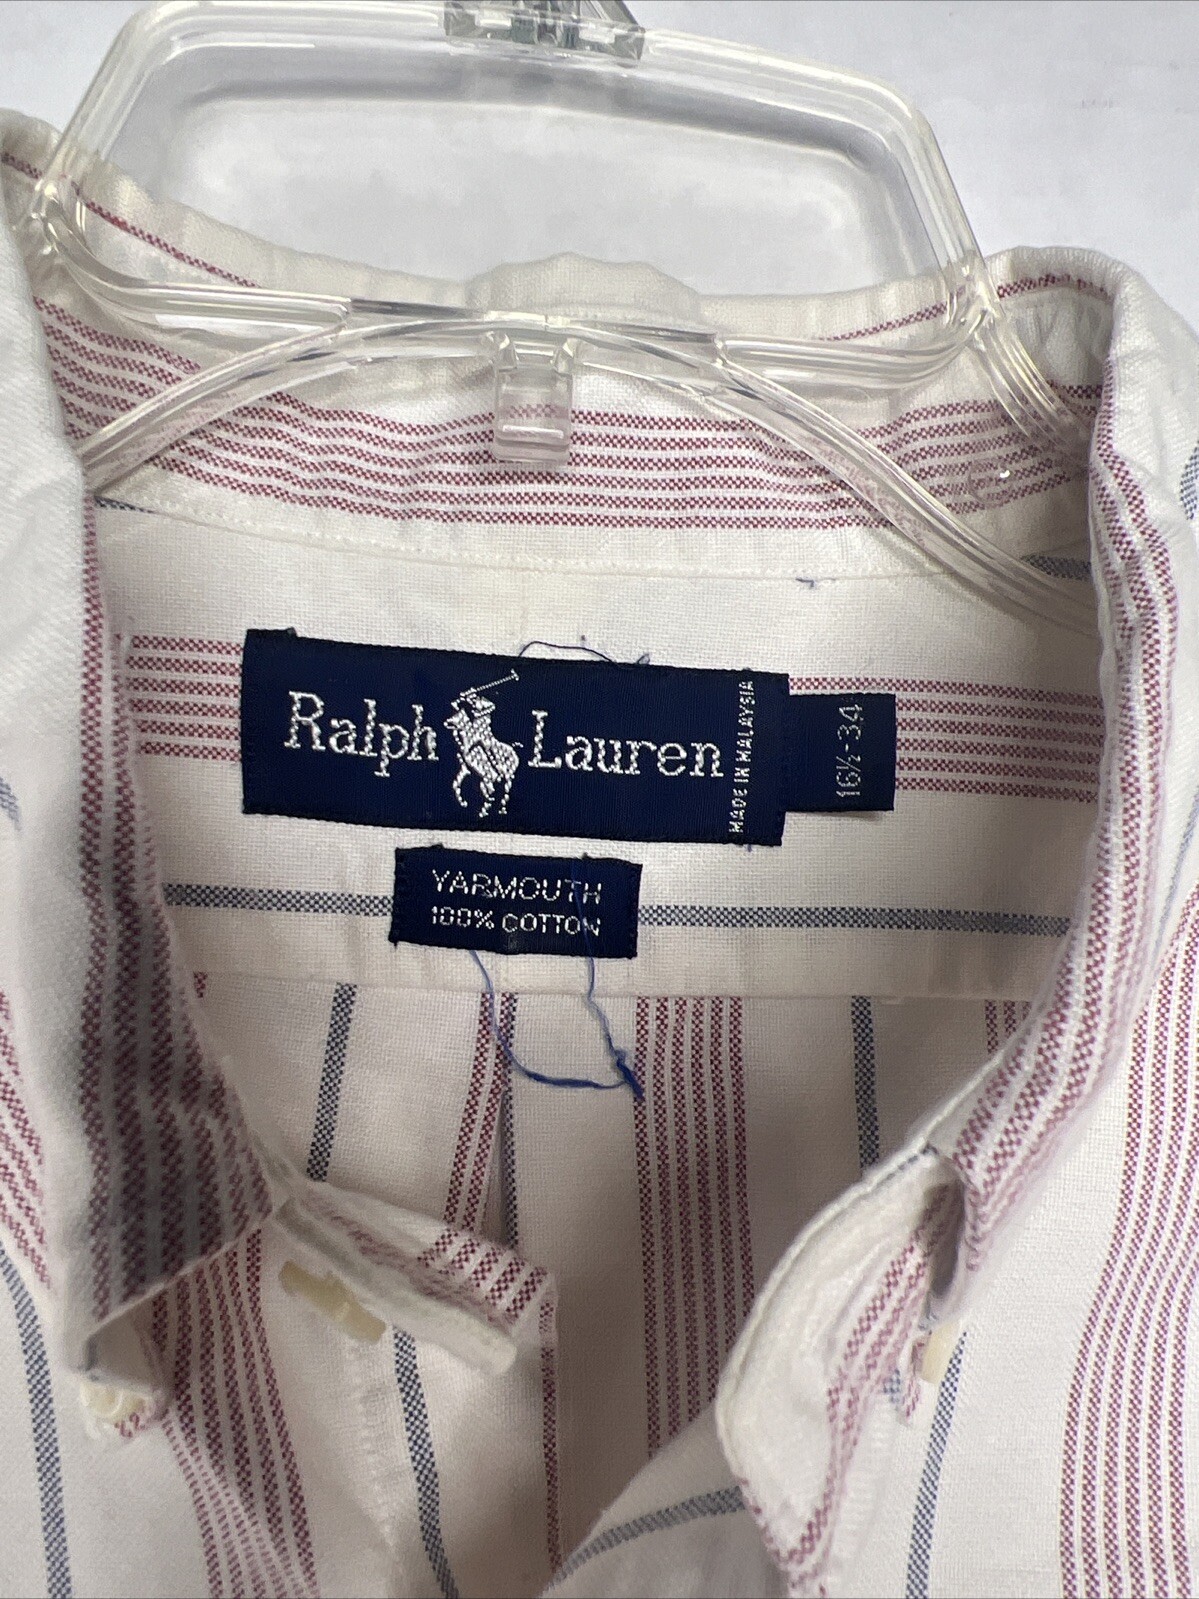 Ralph Lauren
MADE IN MALAYSIA
16½-34
YARMOUTH
100% COTTON